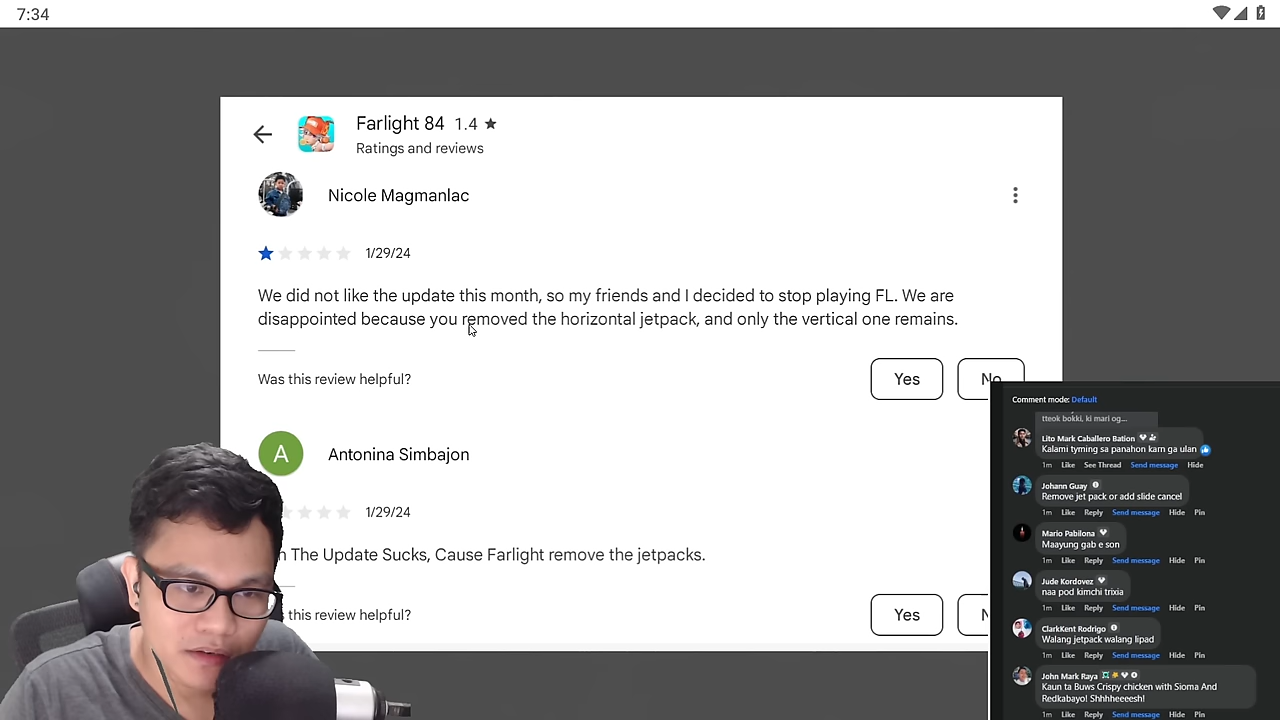 7:34
Farlight 84 1.4 ★
Ratings and reviews
Nicole Magmanlac
1/29/24
We did not like the update this month, so my friends and I decided to stop playing FL. We are
disappointed because you removed the horizontal jetpack, and only the vertical one remains.
Was this review helpful?
Yes
No
A
Antonina Simbajon
1/29/24
The Update Sucks, Cause Farlight remove the jetpacks.
this review helpful?
Yes
Comment mode: Default
tteok bokki, ki mari og...
Lito Mark Caballero Bation
Kalami tyming sa panahon karn ga ulan
1m Like See Thread Send message Hide
Johann Guay
Remove jet pack or add slide cancel
1m Like Reply Send message Hide Pin
Mario Pabilona
Maayung gab e son
1m Like Reply Send message Hide Pin
Jude Kordovez
naa pod kimchi trixia
1m Like Reply Send message Hide Pin
ClarkKent Rodrigo
Walang jetpack walang lipad
1m Like Reply Send message Hide Pin
John Mark Raya
Kaun ta Buws Crispy chicken with Sioma And
Redkabayo! Shhhheeeesh!
1m Like Reply Send message Hide Pin